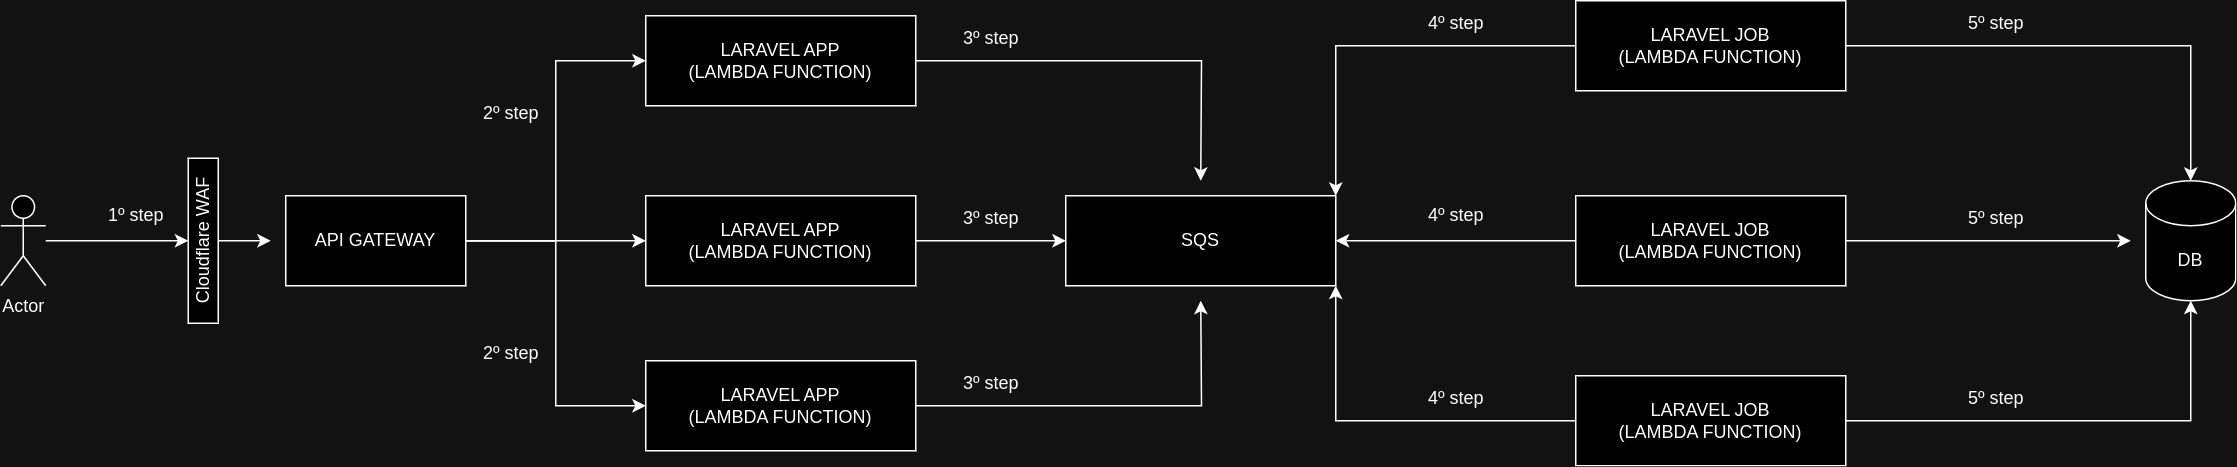 Actor
1º step
Cloudflare WAF
API GATEWAY
2º step
2º step
LARAVEL APP
(LAMBDA FUNCTION)
LARAVEL APP
(LAMBDA FUNCTION)
LARAVEL APP
(LAMBDA FUNCTION)
3º step
3º step
3º step
SQS
4º step
4º step
4º step
LARAVEL JOB
(LAMBDA FUNCTION)
LARAVEL JOB
(LAMBDA FUNCTION)
LARAVEL JOB
(LAMBDA FUNCTION)
5º step
5º step
5º step
DB